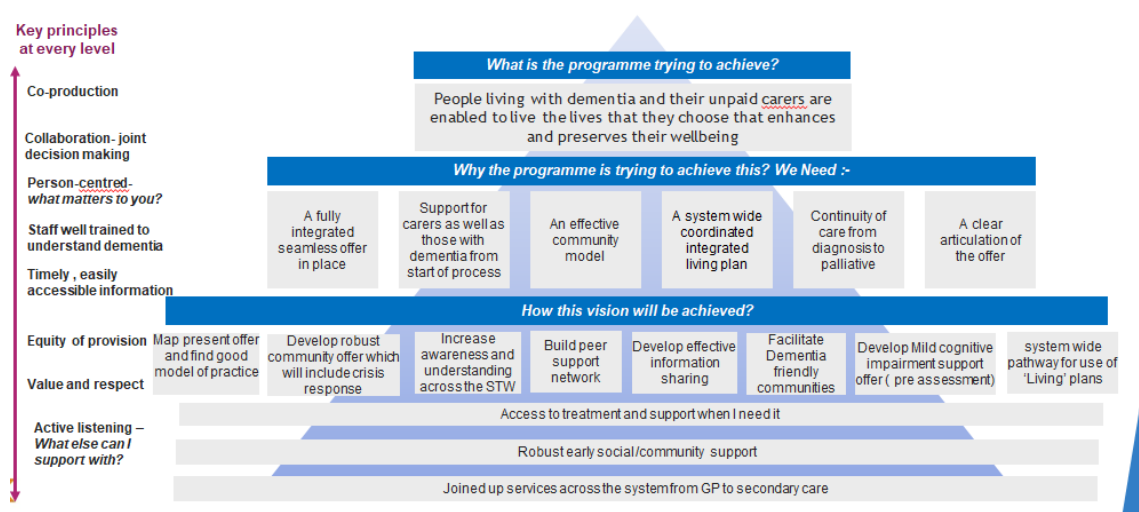 Key principles
at every level
Co-production
Collaboration- joint
decision making
Person-centred-
what matters to you?
Staff well trained to
understand dementia
Timely , easily
accessible information
Equity of provision
Value and respect
Active listening –
What else can I
support with?
What is the programme trying to achieve?
People living with dementia and their unpaid carers are
enabled to live the lives that they choose that enhances
and preserves their wellbeing
Why the programme is trying to achieve this? We Need :-
A fully
integrated
seamless offer
in place
Support for
carers as well as
those with
dementia from
start of process
An effective
community
model
A system wide
coordinated
integrated
living plan
Continuity of
care from
diagnosis to
palliative
A clear
articulation of
the offer
How this vision will be achieved?
Map present offer
and find good
model of practice
Develop robust
community offer which
will include crisis
response
Increase
awareness and
understanding
across the STW
Build peer
support
network
Develop effective
information
sharing
Facilitate
Dementia
friendly
communities
Develop Mild cognitive
impairment support
offer ( pre assessment)
system wide
pathway for use of
'Living' plans
Access to treatment and support when I need it
Robust early social/community support
Joined up services across the system from GP to secondary care